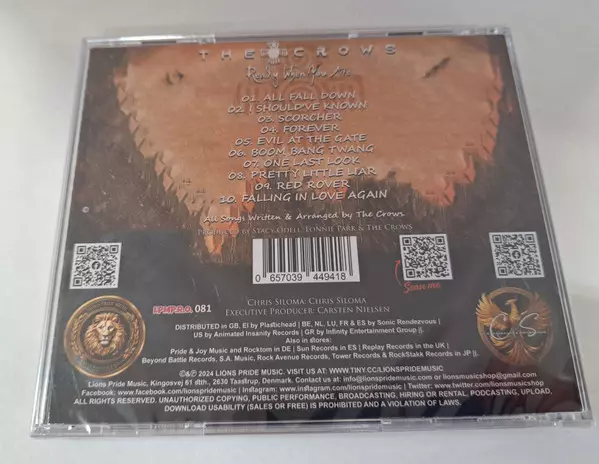 THE CROWS
Ready When You Are
01. ALL FALL DOWN
02. I SHOULD'VE KNOWN
03. SCORCHER
04. FOREVER
05. EVIL AT THE GATE
06. BOOM BANG TWANG
07. ONE LAST LOOK
08. PRETTY LITTLE LIAR
09. RED ROVER
10. FALLING IN LOVE AGAIN
All Songs Written & Arranged by The Crows
Produced by Stacy Odell, Lonnie Park & The Crows
0 657039 449418
Scan me
LPMP.R.O. 081
Chris Siloma: Chris Siloma
Executive Producer: Carsten Nielsen
DISTRIBUTED in GB, EI by Plastichead | BE, NL, LU, FR & ES by Sonic Rendezvous |
US by Animated Insanity Records | GR by Infinity Entertainment Group ||.
Also in stores:
Pride & Joy Music and Rocktom in DE | Sun Records in ES | Replay Records in the UK |
Beyond Battle Records, S.A. Music, Rock Avenue Records, Tower Records & RockStakk Records in JP ||.
©&℗ 2024 LIONS PRIDE MUSIC. VISIT US AT: WWW.TINY.CC/LIONSPRIDEMUSIC
Lions Pride Music, Kingosvej 61 dtth., 2630 Taastrup, Denmark. Contact us at: info@lionspridemusic.com or lionsmusicshop@gmail.com
Facebook: www.facebook.com/lionspridemusic | Instagram: www.instagram.com/lionspridemusic | Twitter: www.twitter.com/lionsmusicshop
ALL RIGHTS RESERVED. UNAUTHORIZED COPYING, PUBLIC PERFORMANCE, BROADCASTING, HIRING OR RENTAL, PODCASTING, UPLOAD,
DOWNLOAD USABILITY (SALES OR FREE) IS PROHIBITED AND A VIOLATION OF LAWS.